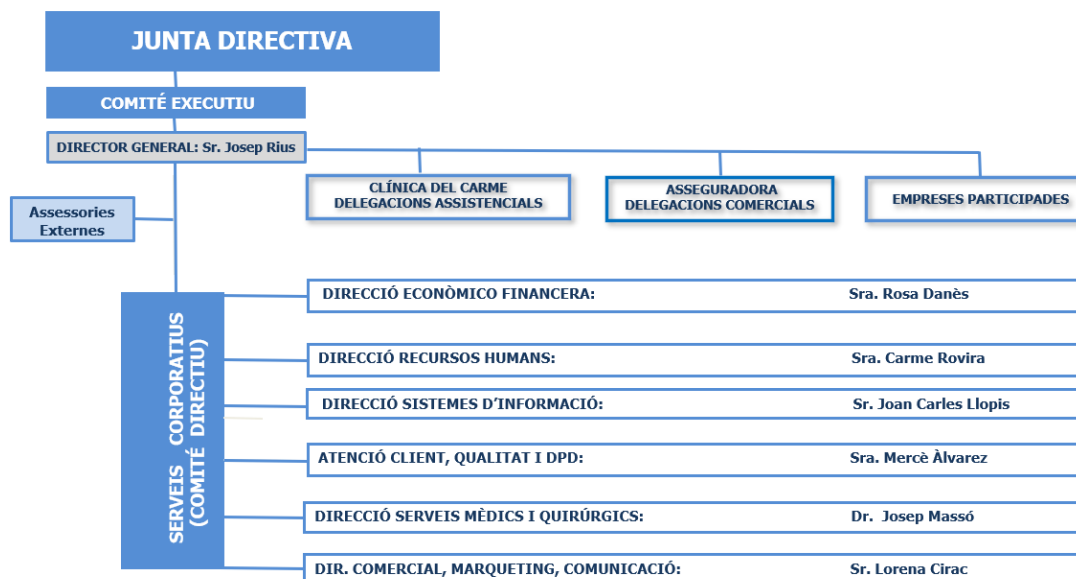 JUNTA DIRECTIVA
COMITÉ EXECUTIU
DIRECTOR GENERAL: Sr. Josep Rius
CLÍNICA DEL CARME
DELEGACIONS ASSISTENCIALS
ASSEGURADORA
DELEGACIONS COMERCIALS
EMPRESES PARTICIPADES
Assessories
Externes
SERVEIS CORPORATIUS
(COMITÉ DIRECTIU)
DIRECCIÓ ECONÒMICO FINANCERA: Sra. Rosa Danès
DIRECCIÓ RECURSOS HUMANS: Sra. Carme Rovira
DIRECCIÓ SISTEMES D'INFORMACIÓ: Sr. Joan Carles Llopis
ATENCIÓ CLIENT, QUALITAT I DPD: Sra. Mercè Àlvarez
DIRECCIÓ SERVEIS MÈDICS I QUIRÚRGICS: Dr. Josep Massó
DIR. COMERCIAL, MARQUETING, COMUNICACIÓ: Sr. Lorena Cirac